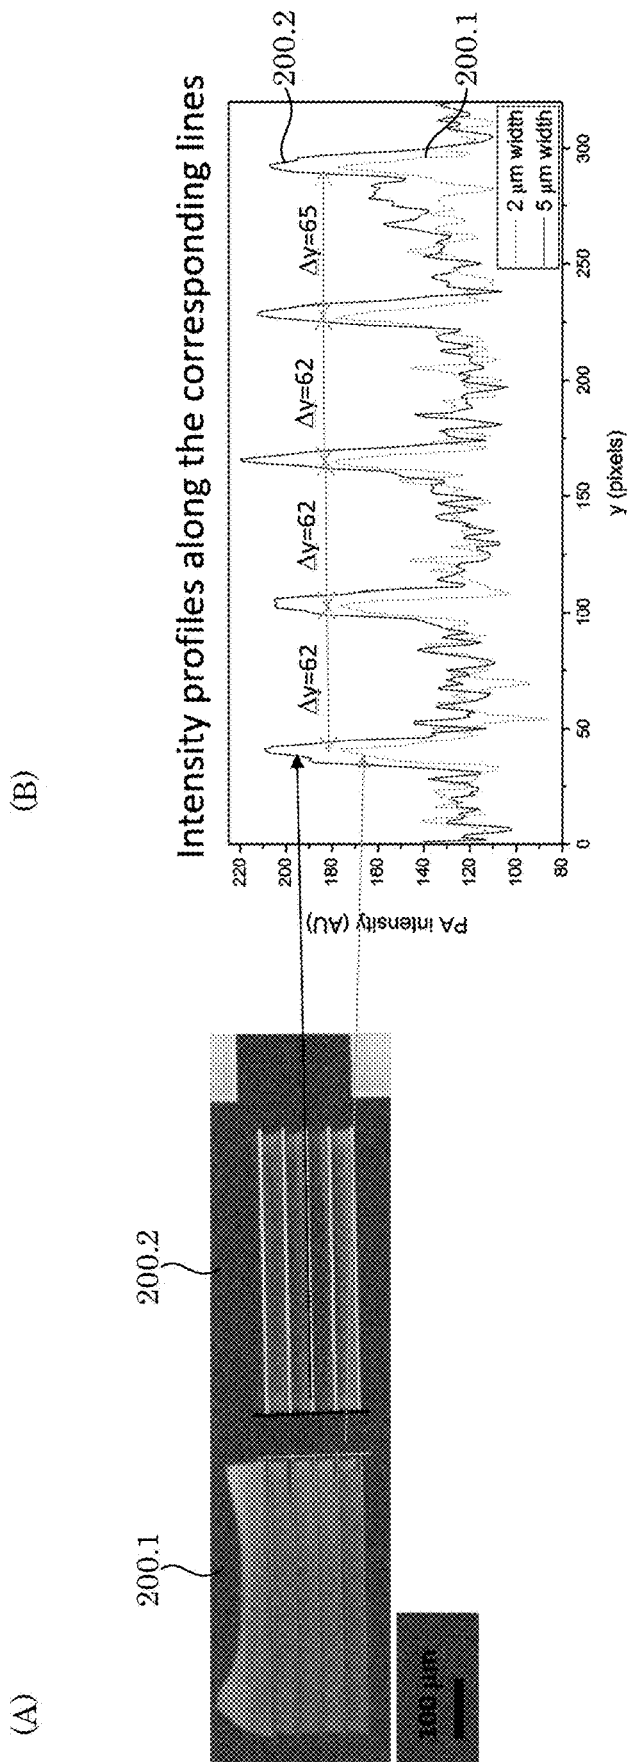 (A)
200.1
200.2
100 μm
(B)
Intensity profiles along the corresponding lines
PA intensity (AU)
220
200
180
160
140
120
100
80
Δy=62
Δy=62
Δy=62
Δy=65
200.2
200.1
2 μm width
5 μm width
0
50
100
150
200
250
300
y (pixels)